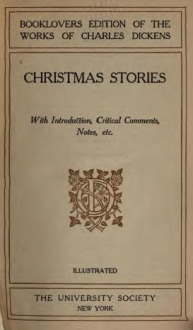 BOOKLOVERS EDITION OF THE
WORKS OF CHARLES DICKENS
CHRISTMAS STORIES
With Introduction, Critical Comments,
Notes, etc.
ILLUSTRATED
THE UNIVERSITY SOCIETY
NEW YORK